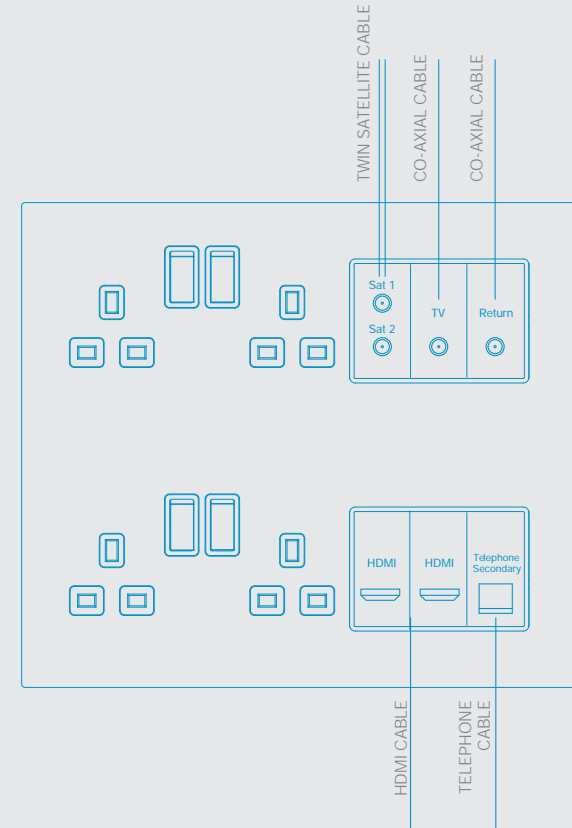 TWIN SATELLITE CABLE
CO-AXIAL CABLE
CO-AXIAL CABLE
Sat 1
Sat 2
TV
Return
HDMI
HDMI
Telephone
Secondary
HDMI CABLE
TELEPHONE
CABLE